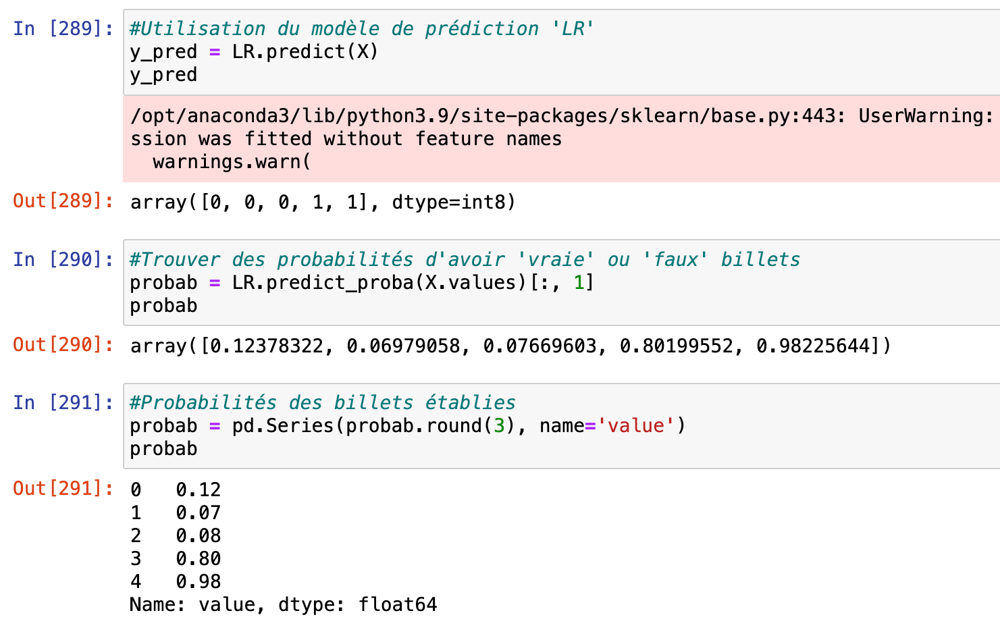 In [289]: #Utilisation du modèle de prédiction 'LR'
y_pred = LR.predict(X)
y_pred
/opt/anaconda3/lib/python3.9/site-packages/sklearn/base.py:443: UserWarning:
ssion was fitted without feature names
warnings.warn(
Out[289]: array([0, 0, 0, 1, 1], dtype=int8)
In [290]: #Trouver des probabilités d'avoir 'vraie' ou 'faux' billets
probab = LR.predict_proba(X.values)[:, 1]
probab
Out[290]: array([0.12378322, 0.06979058, 0.07669603, 0.80199552, 0.98225644])
In [291]: #Probabilités des billets établies
probab = pd.Series(probab.round(3), name='value')
probab
Out[291]: 0 0.12
1 0.07
2 0.08
3 0.80
4 0.98
Name: value, dtype: float64